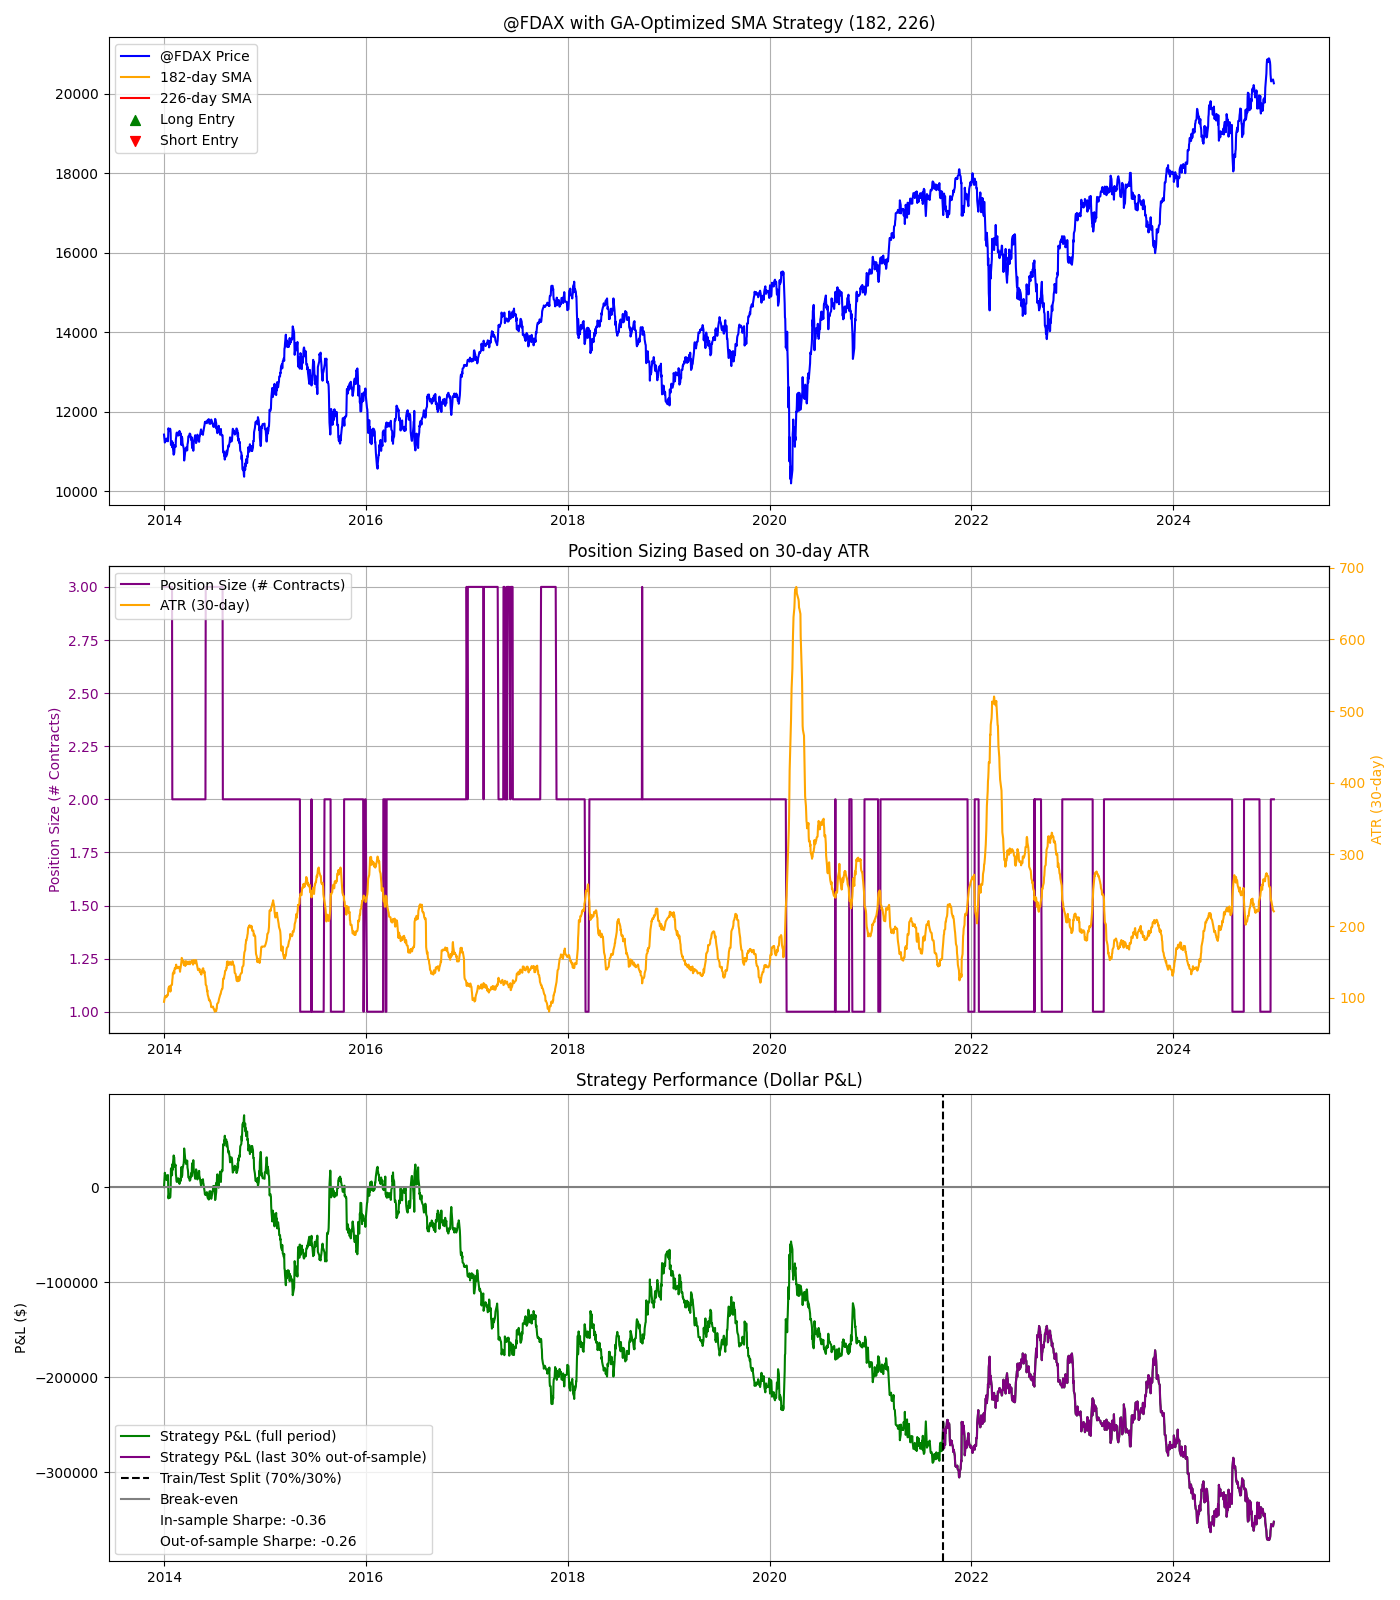 @FDAX with GA-Optimized SMA Strategy (182, 226)
@FDAX Price
182-day SMA
226-day SMA
Long Entry
Short Entry
20000
18000
16000
14000
12000
10000
2014 2016 2018 2020 2022 2024
Position Sizing Based on 30-day ATR
Position Size (# Contracts)
ATR (30-day)
Position Size (# Contracts)
3.00
2.75
2.50
2.25
2.00
1.75
1.50
1.25
1.00
700
600
500
400
300
200
100
ATR (30-day)
2014 2016 2018 2020 2022 2024
Strategy Performance (Dollar P&L)
P&L ($)
0
−100000
−200000
−300000
Strategy P&L (full period)
Strategy P&L (last 30% out-of-sample)
Train/Test Split (70%/30%)
Break-even
In-sample Sharpe: -0.36
Out-of-sample Sharpe: -0.26
2014 2016 2018 2020 2022 2024